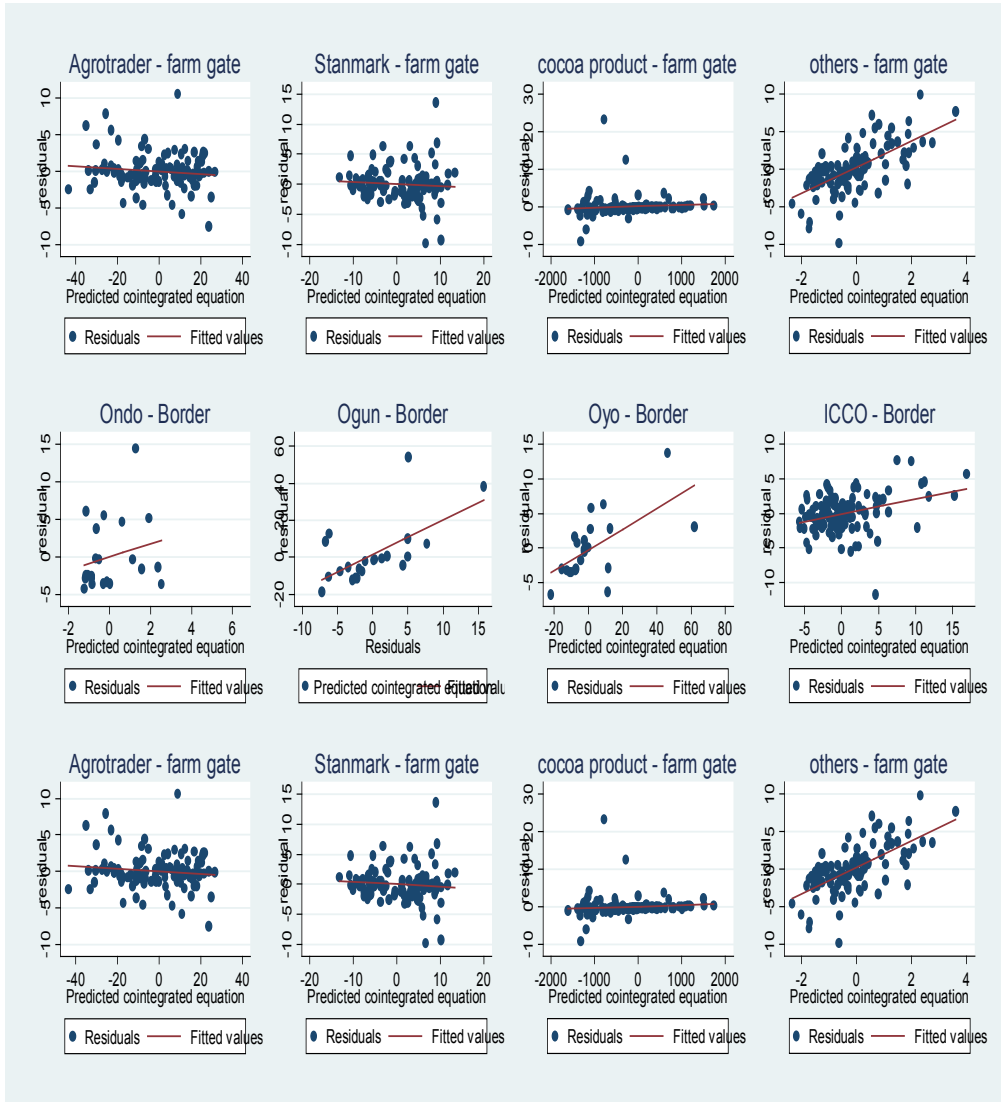 Agrotrader - farm gate
Stanmark - farm gate
cocoa product - farm gate
others - farm gate
residuals
-10 -5 0 5 10
-40 -20 0 20 40
Predicted cointegrated equation
Residuals Fitted values
residuals
-10 -5 0 5 10 15
-20 -10 0 10 20
Predicted cointegrated equation
Residuals Fitted values
residuals
-10 0 10 20 30
-2000 -1000 0 1000 2000
Predicted cointegrated equation
Residuals Fitted values
residuals
-10 -5 0 5 10
-2 0 2 4
Predicted cointegrated equation
Residuals Fitted values
Ondo - Border
Ogun - Border
Oyo - Border
ICCO - Border
residual
-5 0 5 10 15
-2 0 2 4 6
Predicted cointegrated equation
Residuals Fitted values
residual
-20 0 20 40 60
-10 -5 0 5 10 15
Residuals
Predicted cointegrated equation
residual
-5 0 5 10 15
-20 0 20 40 60 80
Predicted cointegrated equation
Residuals Fitted values
residual
-10 -5 0 5 10
-5 0 5 10 15
Predicted cointegrated equation
Residuals Fitted values
Agrotrader - farm gate
Stanmark - farm gate
cocoa product - farm gate
others - farm gate
residuals
-10 -5 0 5 10
-40 -20 0 20 40
Predicted cointegrated equation
Residuals Fitted values
residuals
-10 -5 0 5 10 15
-20 -10 0 10 20
Predicted cointegrated equation
Residuals Fitted values
residuals
-10 0 10 20 30
-2000 -1000 0 1000 2000
Predicted cointegrated equation
Residuals Fitted values
residuals
-10 -5 0 5 10
-2 0 2 4
Predicted cointegrated equation
Residuals Fitted values